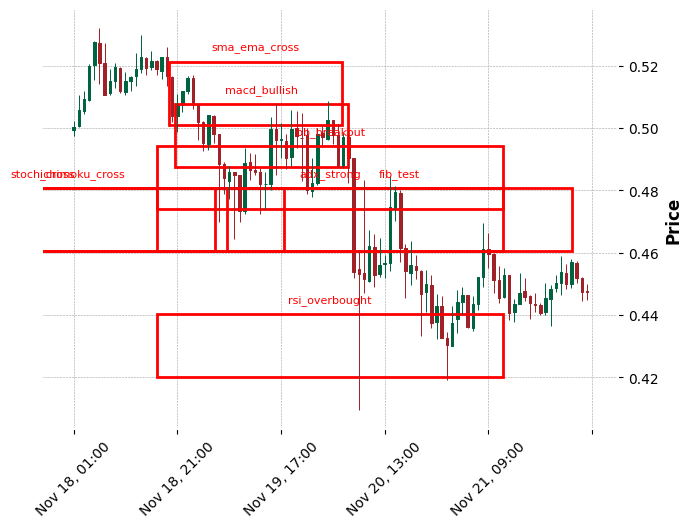 sma_ema_cross
macd_bullish
bb_breakout
adx_strong
fib_test
rsi_overbought
0.52
0.50
0.48
0.46
0.44
0.42
Price
Nov 18, 01:00
Nov 18, 21:00
Nov 19, 17:00
Nov 20, 13:00
Nov 21, 09:00